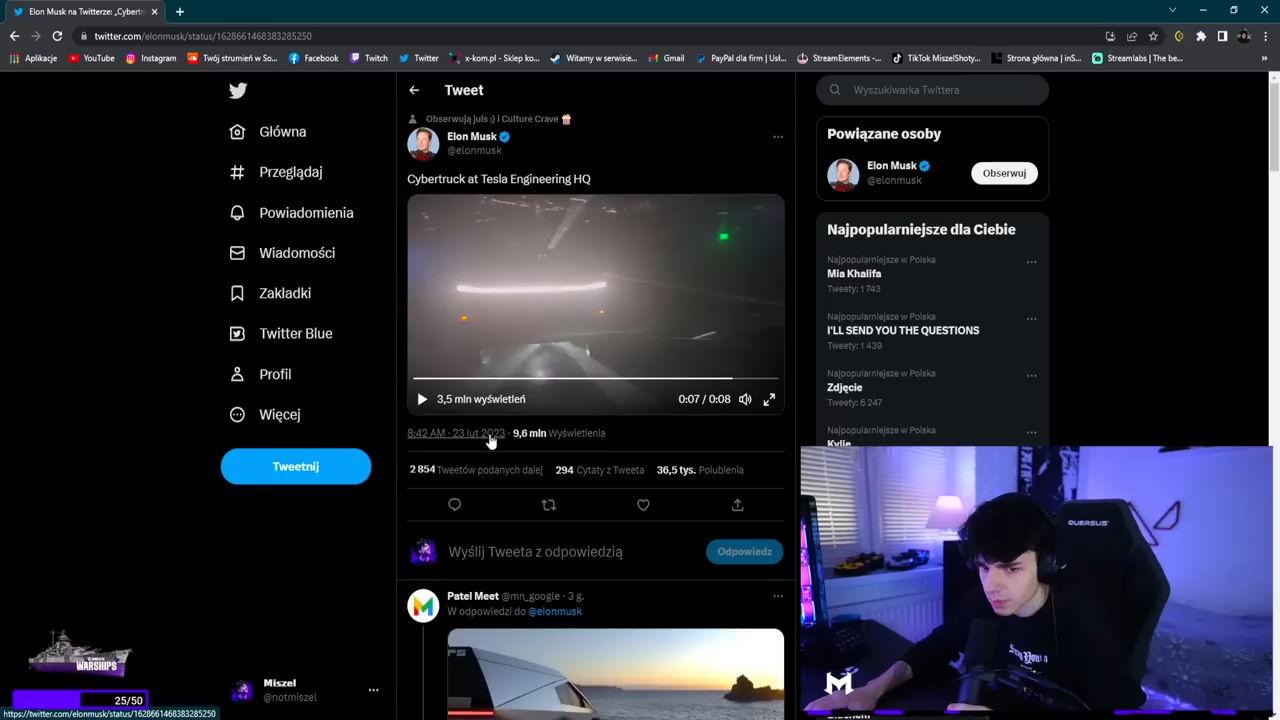 Elon Musk na Twitterze: „Cybertr
twitter.com/elonmusk/status/1628661468383285250
Aplikacje
YouTube
Instagram
Twój strumień w So...
Facebook
Twitch
Twitter
x-kom.pl - Sklep ko...
Witamy w serwisie...
Gmail
PayPal dla firm | Usł...
StreamElements -...
TikTok MiszelShoty...
Strona główna | inS...
Streamlabs | The be...
»
Główna
Przeglądaj
Powiadomienia
Wiadomości
Zakładki
Twitter Blue
Profil
Więcej
Tweetnij
WARSHIPS
25/50
Miszel
@notmiszel
https://twitter.com/elonmusk/status/1628661468383285250
Tweet
Obserwują juls :) i Culture Crave
Elon Musk
@elonmusk
Cybertruck at Tesla Engineering HQ
3,5 mln wyświetleń
0:07 / 0:08
8:42 AM · 23 lut 2023 · 9,6 mln Wyświetlenia
2 854 Tweetów podanych dalej 294 Cytaty z Tweeta 36,5 tys. Polubienia
Wyślij Tweeta z odpowiedzią
Odpowiedz
Patel Meet @mn_google · 3 g.
W odpowiedzi do @elonmusk
Wyszukiwarka Twittera
Powiązane osoby
Elon Musk
@elonmusk
Obserwuj
Najpopularniejsze dla Ciebie
Najpopularniejsze w Polska
Mia Khalifa
Tweety: 1 743
Najpopularniejsze w Polska
I'LL SEND YOU THE QUESTIONS
Tweety: 1 439
Najpopularniejsze w Polska
Zdjęcie
Tweety: 6 247
Najpopularniejsze w Polska
Kylie
QUERSUS